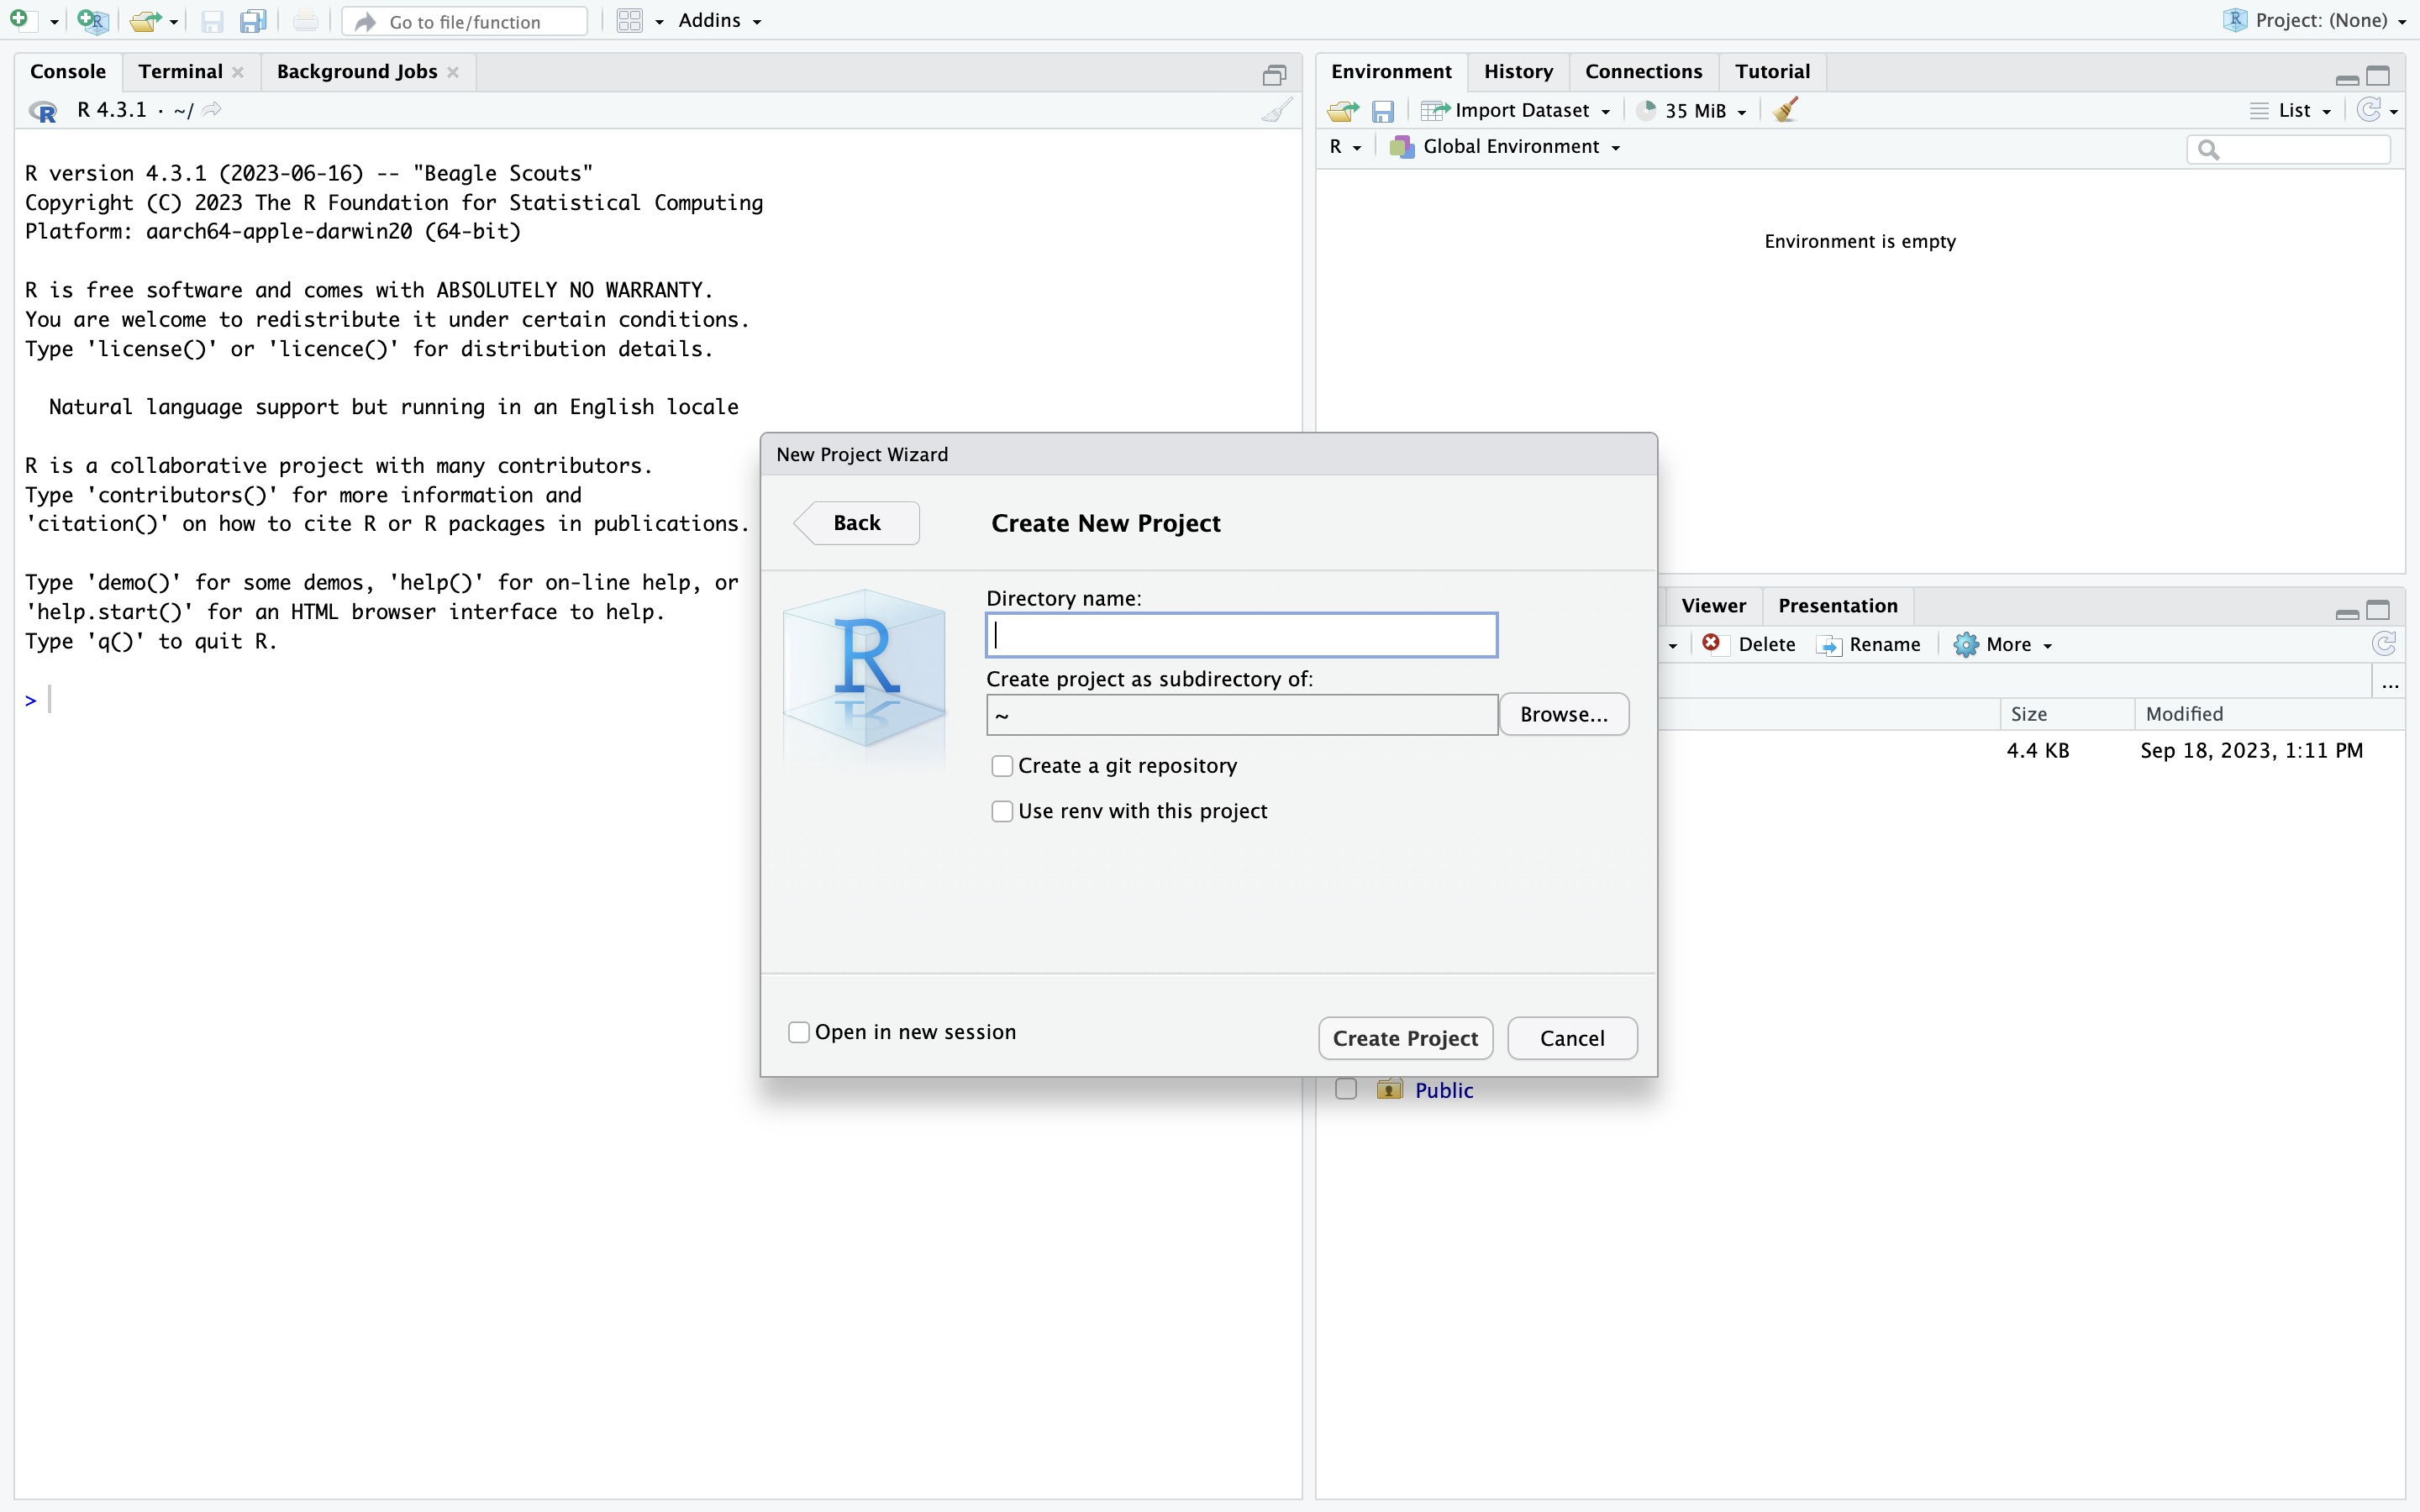 Go to file/function
Addins
Project: (None)
Console
Terminal
Background Jobs
R 4.3.1 · ~/
R version 4.3.1 (2023-06-16) -- "Beagle Scouts"
Copyright (C) 2023 The R Foundation for Statistical Computing
Platform: aarch64-apple-darwin20 (64-bit)
R is free software and comes with ABSOLUTELY NO WARRANTY.
You are welcome to redistribute it under certain conditions.
Type 'license()' or 'licence()' for distribution details.
Natural language support but running in an English locale
R is a collaborative project with many contributors.
Type 'contributors()' for more information and
'citation()' on how to cite R or R packages in publications.
Type 'demo()' for some demos, 'help()' for on-line help, or
'help.start()' for an HTML browser interface to help.
Type 'q()' to quit R.
>
Environment
History
Connections
Tutorial
Import Dataset
35 MiB
List
R
Global Environment
Environment is empty
New Project Wizard
Back
Create New Project
R
Directory name:
Create project as subdirectory of:
~
Browse...
Create a git repository
Use renv with this project
Open in new session
Create Project
Cancel
Viewer
Presentation
Delete
Rename
More
...
Size
Modified
4.4 KB
Sep 18, 2023, 1:11 PM
Public